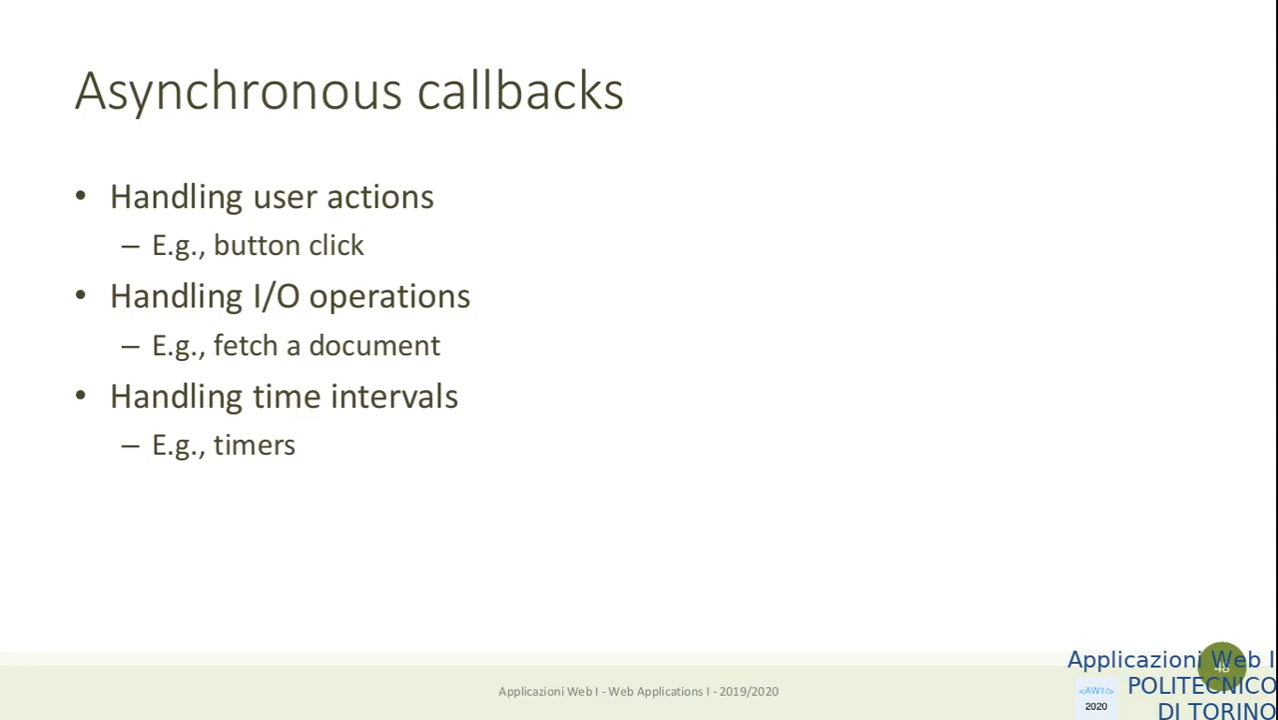 Asynchronous callbacks
• Handling user actions
– E.g., button click
• Handling I/O operations
– E.g., fetch a document
• Handling time intervals
– E.g., timers
Applicazioni Web I - Web Applications I - 2019/2020
Applicazioni Web I
POLITECNICO
DI TORINO
<AW1/>
2020